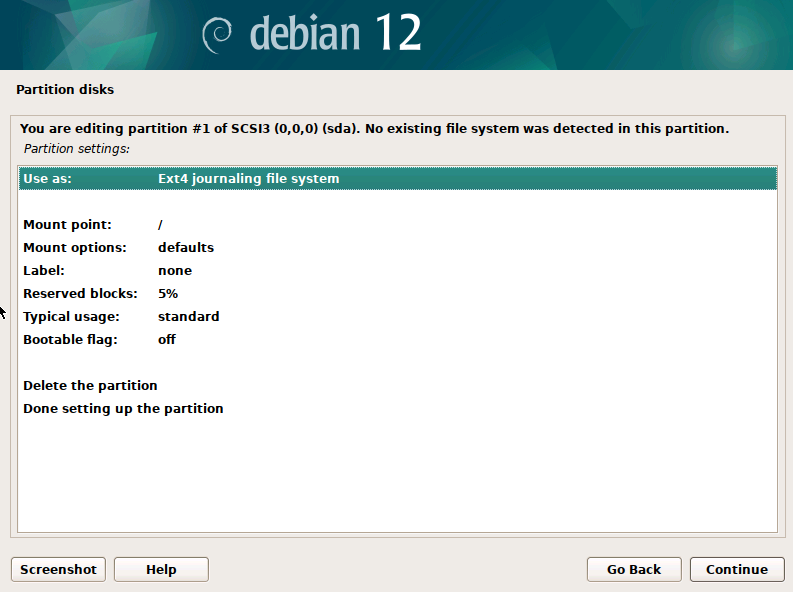 debian 12
Partition disks
You are editing partition #1 of SCSI3 (0,0,0) (sda). No existing file system was detected in this partition.
Partition settings:
Use as: Ext4 journaling file system
Mount point: /
Mount options: defaults
Label: none
Reserved blocks: 5%
Typical usage: standard
Bootable flag: off
Delete the partition
Done setting up the partition
Screenshot Help Go Back Continue